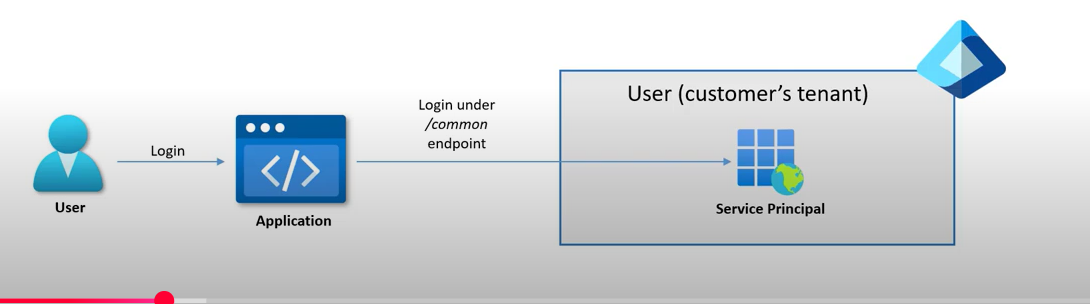 User (customer's tenant)
Login under
/common
endpoint
Login
User
Application
Service Principal